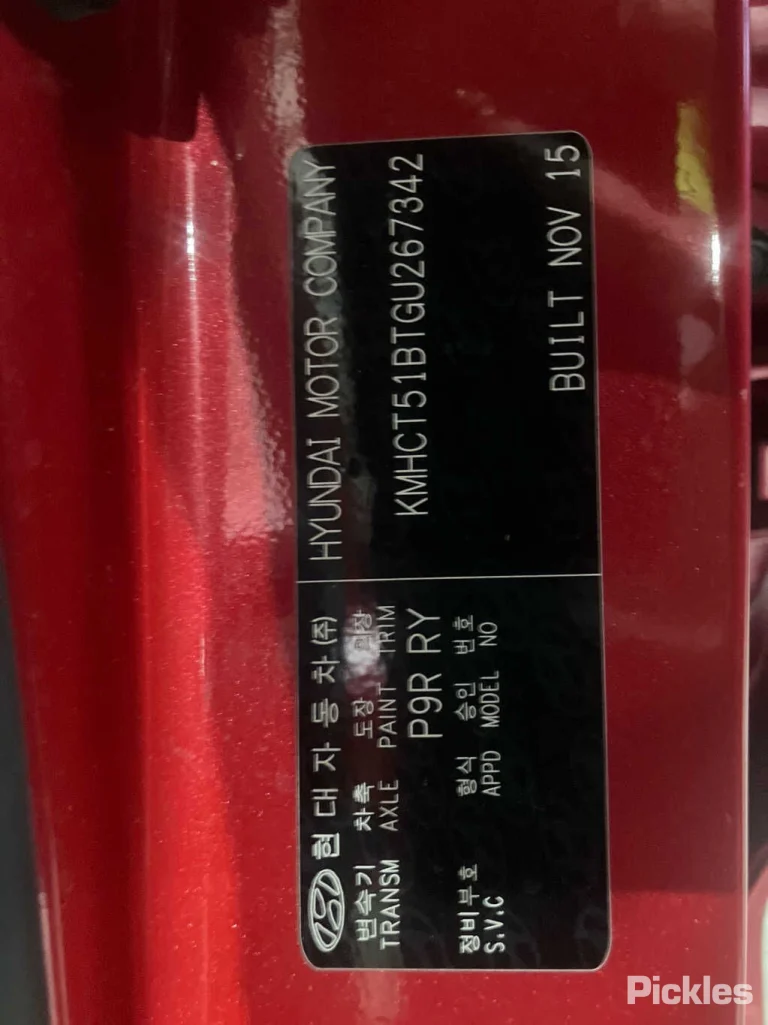 현대자동차(주) HYUNDAI MOTOR COMPANY
변속기 차축 도장 내장
TRANSM AXLE PAINT TRIM
P9R RY KMHCT51BTGU267342
정비부호 형식 승인 번호
S.V.C APPD MODEL NO
BUILT NOV 15
Pickles